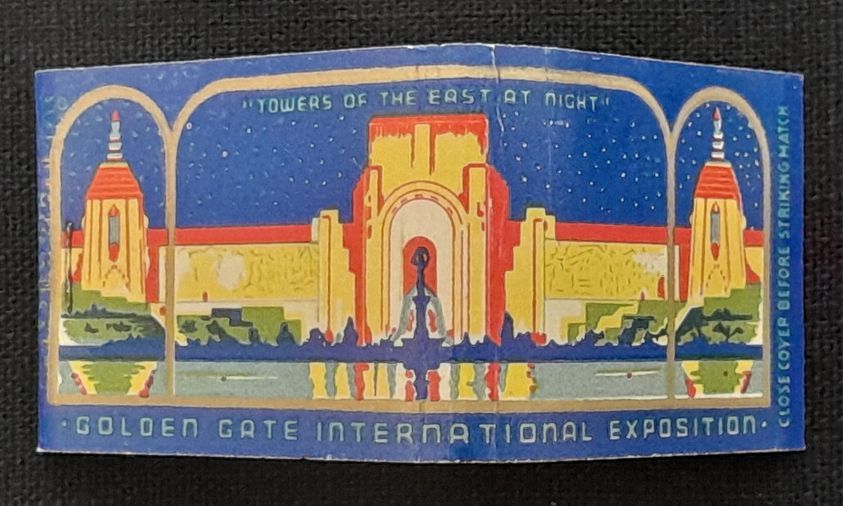 "TOWERS OF THE EAST AT NIGHT"
·GOLDEN GATE INTERNATIONAL EXPOSITION·
CLOSE COVER BEFORE STRIKING MATCH